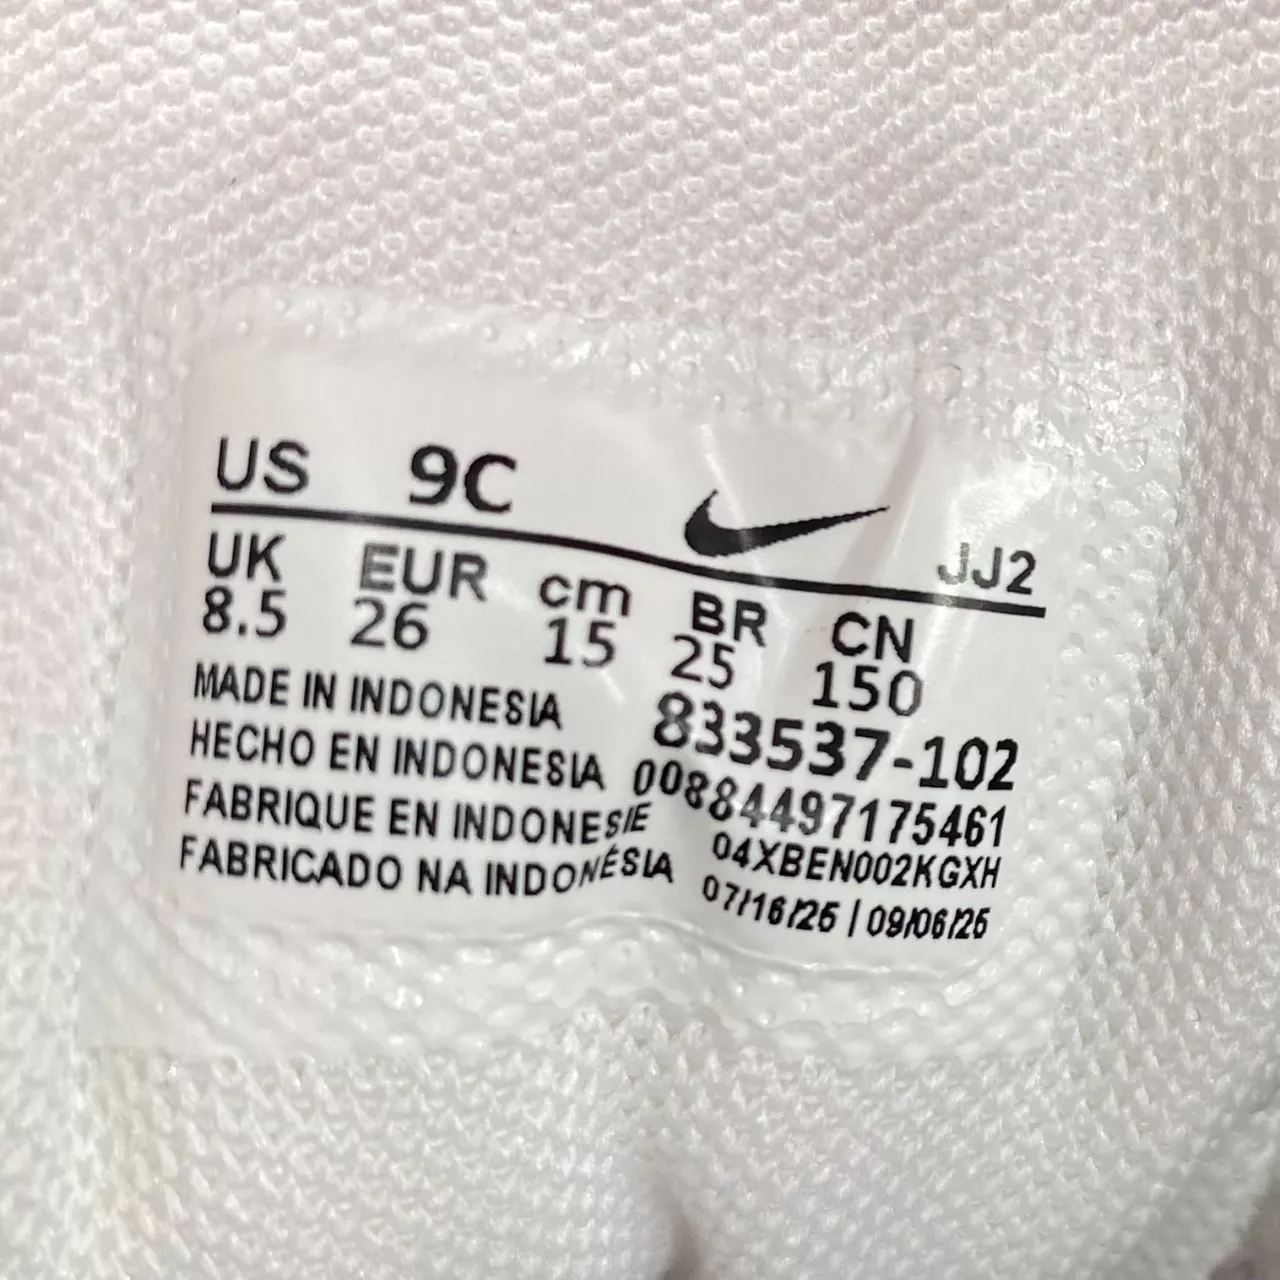 US 9C
JJ2
UK EUR cm BR CN
8.5 26 15 25 150
MADE IN INDONESIA
HECHO EN INDONESIA
FABRIQUE EN INDONESIE
FABRICADO NA INDONÉSIA
833537-102
00884497175461
04XBEN002KGXH
07/16/25 | 09/06/25